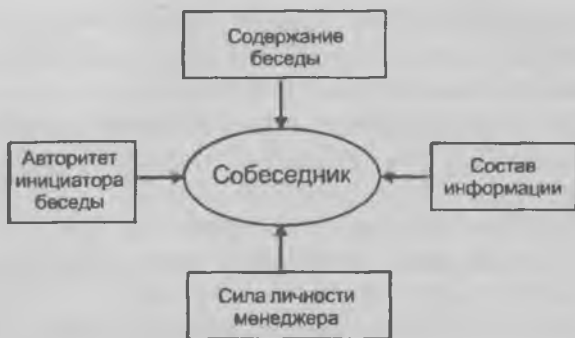 Содержание
беседы
Авторитет
инициатора
беседы
Собеседник
Состав
информации
Сила личности
менеджера